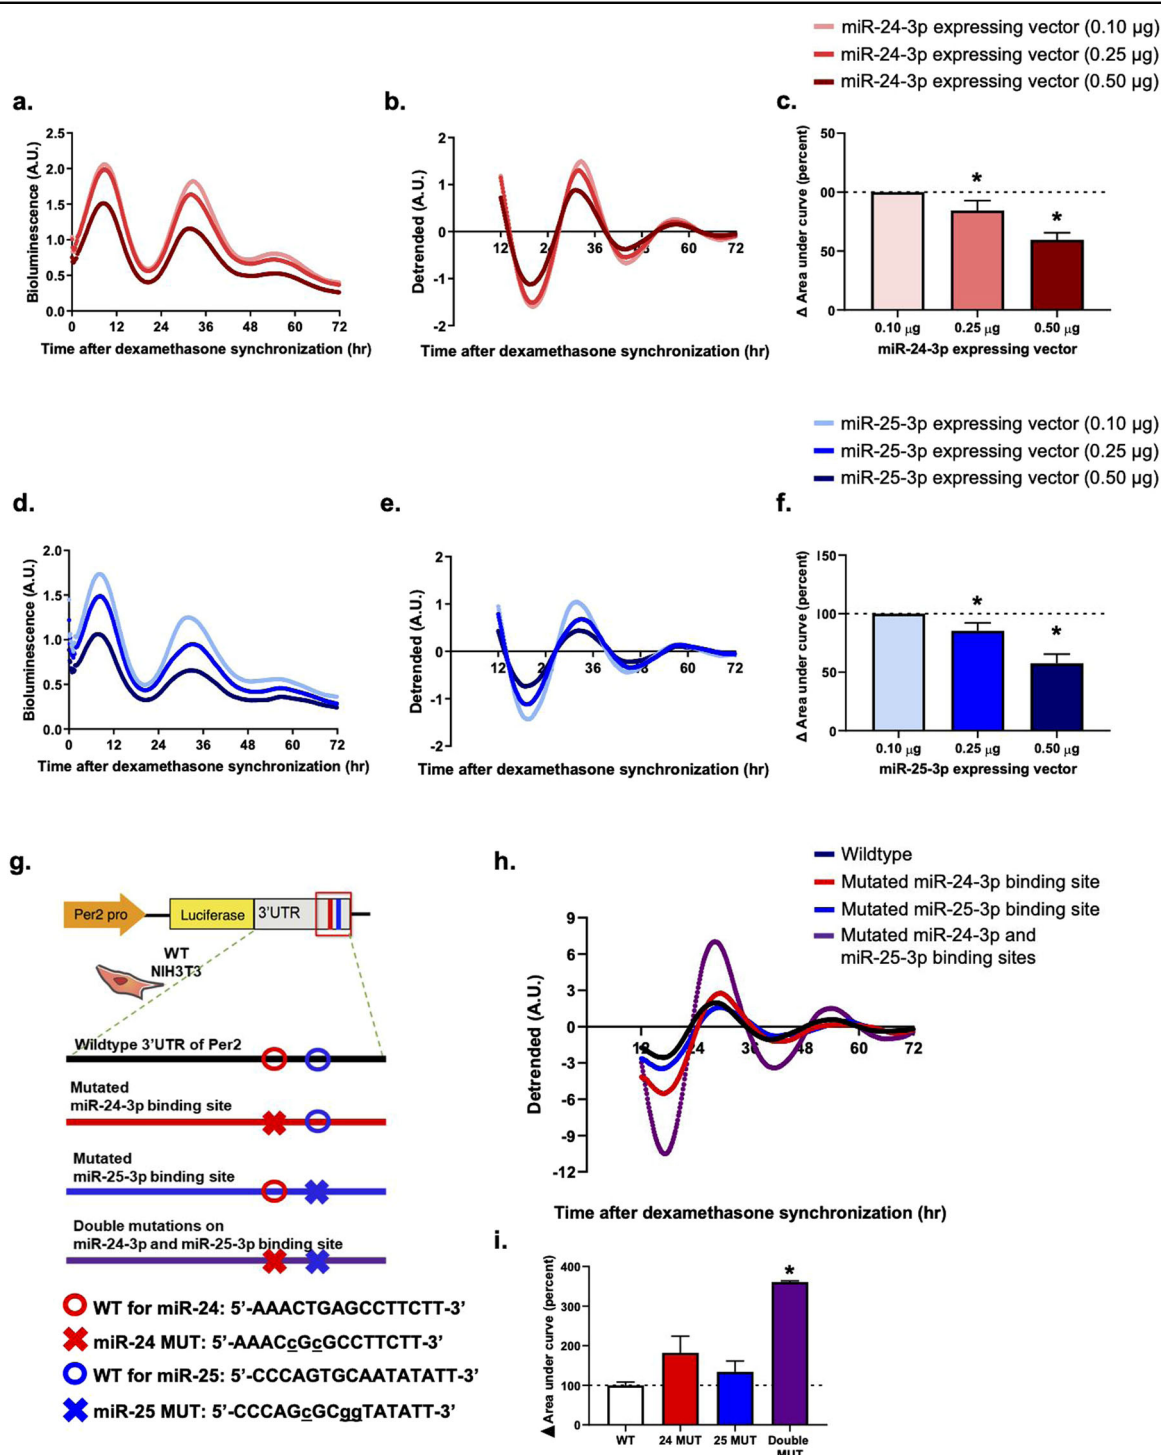 miR-24-3p expressing vector (0.10 µg)
miR-24-3p expressing vector (0.25 µg)
miR-24-3p expressing vector (0.50 µg)
a.
b.
c.
2.5
2.0
1.5
1.0
0.5
0.0
Bioluminescence (A.U.)
0 12 24 36 48 60 72
Time after dexamethasone synchronization (hr)
2
1
0
-1
-2
Detrended (A.U.)
12 24 36 48 60 72
Time after dexamethasone synchronization (hr)
50
00
50
0
Δ Area under curve (percent)
*
*
0.10 µg 0.25 µg 0.50 µg
miR-24-3p expressing vector
miR-25-3p expressing vector (0.10 µg)
miR-25-3p expressing vector (0.25 µg)
miR-25-3p expressing vector (0.50 µg)
d.
e.
f.
2.0
1.5
1.0
0.5
0.0
Bioluminescence (A.U.)
0 12 24 36 48 60 72
Time after dexamethasone synchronization (hr)
2
1
0
-1
-2
Detrended (A.U.)
12 24 36 48 60 72
Time after dexamethasone synchronization (hr)
150
100
50
0
Δ Area under curve (percent)
*
*
0.10 µg 0.25 µg 0.50 µg
miR-25-3p expressing vector
g.
Per2 pro
Luciferase
3'UTR
WT
NIH3T3
Wildtype 3'UTR of Per2
Mutated
miR-24-3p binding site
Mutated
miR-25-3p binding site
Double mutations on
miR-24-3p and miR-25-3p binding site
WT for miR-24: 5'-AAACTGAGCCTTCTT-3'
miR-24 MUT: 5'-AAACcGcGCCTTCTT-3'
WT for miR-25: 5'-CCCAGTGCAATATATT-3'
miR-25 MUT: 5'-CCCAGcGCggTATATT-3'
h.
Wildtype
Mutated miR-24-3p binding site
Mutated miR-25-3p binding site
Mutated miR-24-3p and
miR-25-3p binding sites
9
6
3
0
-3
-6
-9
-12
Detrended (A.U.)
12 24 36 48 60 72
Time after dexamethasone synchronization (hr)
i.
400
300
200
100
0
▲ Area under curve (percent)
*
WT 24 MUT 25 MUT Double
MUT